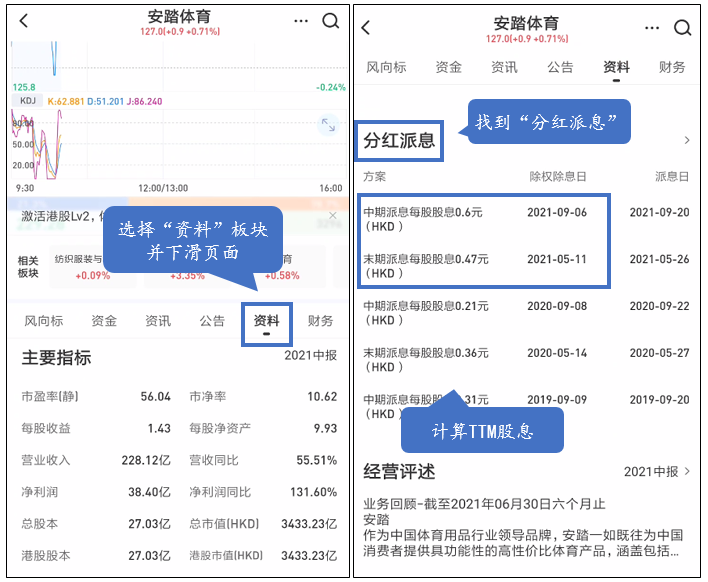 安踏体育
127.0(+0.9 +0.71%)
125.8
-0.24%
KDJ K:62.881 D:51.201 J:86.240
80.00
50.00
20.00
0.00
9:30 12:00/13:00 16:00
激活港股Lv2,
选择“资料”板块
并下滑页面
相关
板块
纺织服装与
+0.09%
+3.35%
育
+0.58%
风向标 资金 资讯 公告 资料 财务
主要指标 2021中报
市盈率(静) 56.04 市净率 10.62
每股收益 1.43 每股净资产 9.93
营业收入 228.12亿 营收同比 55.51%
净利润 38.40亿 净利润同比 131.60%
总股本 27.03亿 总市值(HKD) 3433.23亿
港股股本 27.03亿 港股市值(HKD) 3433.23亿
安踏体育
127.0(+0.9 +0.71%)
风向标 资金 资讯 公告 资料 财务
找到“分红派息”
分红派息
方案 除权除息日 派息日
中期派息每股股息0.6元 2021-09-06 2021-09-20
(HKD )
末期派息每股股息0.47元 2021-05-11 2021-05-26
(HKD )
中期派息每股股息0.21元 2020-09-08 2020-09-22
(HKD )
末期派息每股股息0.36元 2020-05-14 2020-05-27
(HKD )
中期派息每股股息0.31元 2019-09-09 2019-09-20
(HKD
计算TTM股息
经营评述 2021中报
业务回顾-截至2021年06月30日六个月止
安踏
作为中国体育用品行业领导品牌，安踏一如既往为中国
消费者提供具功能性的高性价比体育产品，涵盖包括...